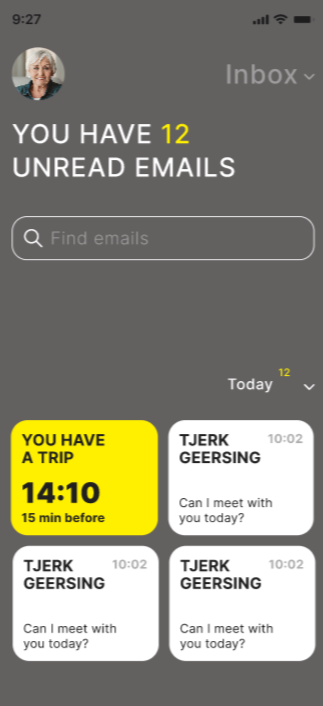 9:27
Inbox
YOU HAVE 12
UNREAD EMAILS
Find emails
Today 12
YOU HAVE
A TRIP
14:10
15 min before
TJERK 10:02
GEERSING
Can I meet with
you today?
TJERK 10:02
GEERSING
Can I meet with
you today?
TJERK 10:02
GEERSING
Can I meet with
you today?